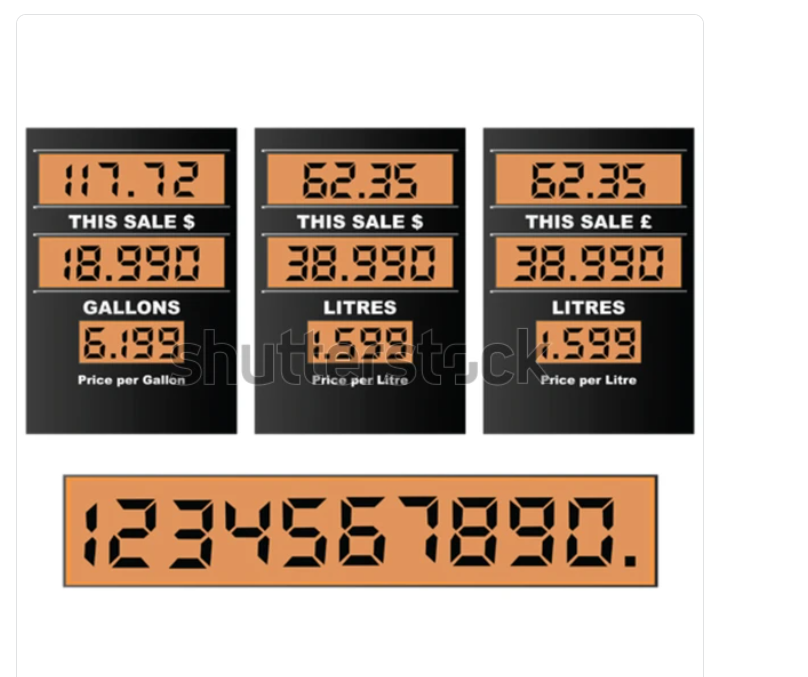 117.72
THIS SALE $
18.990
GALLONS
6.199
Price per Gallon
62.35
THIS SALE $
38.990
LITRES
1.599
Price per Litre
62.35
THIS SALE £
38.990
LITRES
1.599
Price per Litre
shutterstock
1234567890.